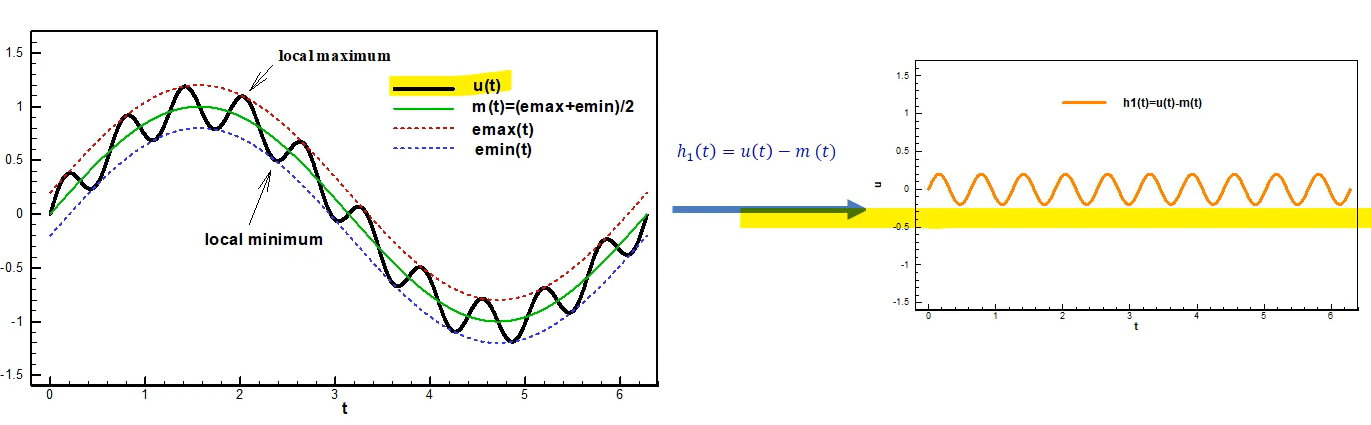 local maximum
u(t)
m(t)=(emax+emin)/2
emax(t)
emin(t)
local minimum
1.5
1
0.5
0
-0.5
-1
-1.5
0 1 2 3 4 5 6
t
h₁(t) = u(t) − m (t)
h1(t)=u(t)-m(t)
u
1.5
1
0.5
0
-0.5
-1
-1.5
0 1 2 3 4 5 6
t